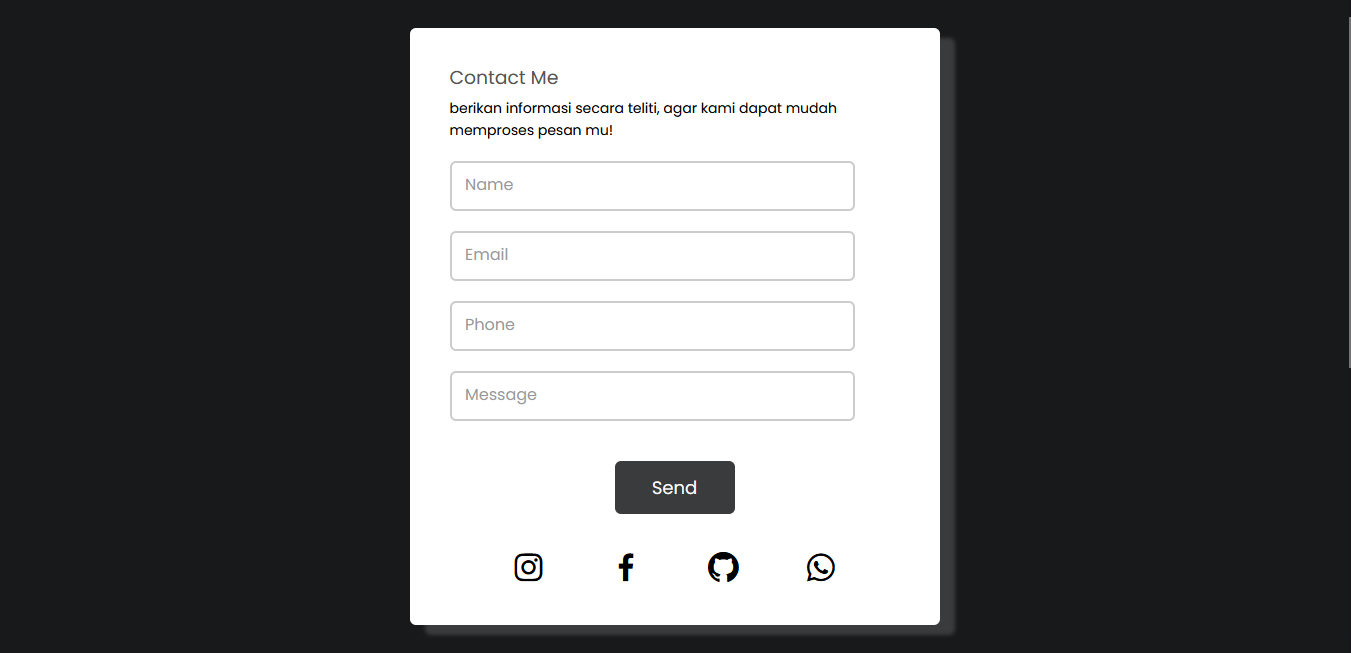 Contact Me
berikan informasi secara teliti, agar kami dapat mudah
memproses pesan mu!
Name
Email
Phone
Message
Send